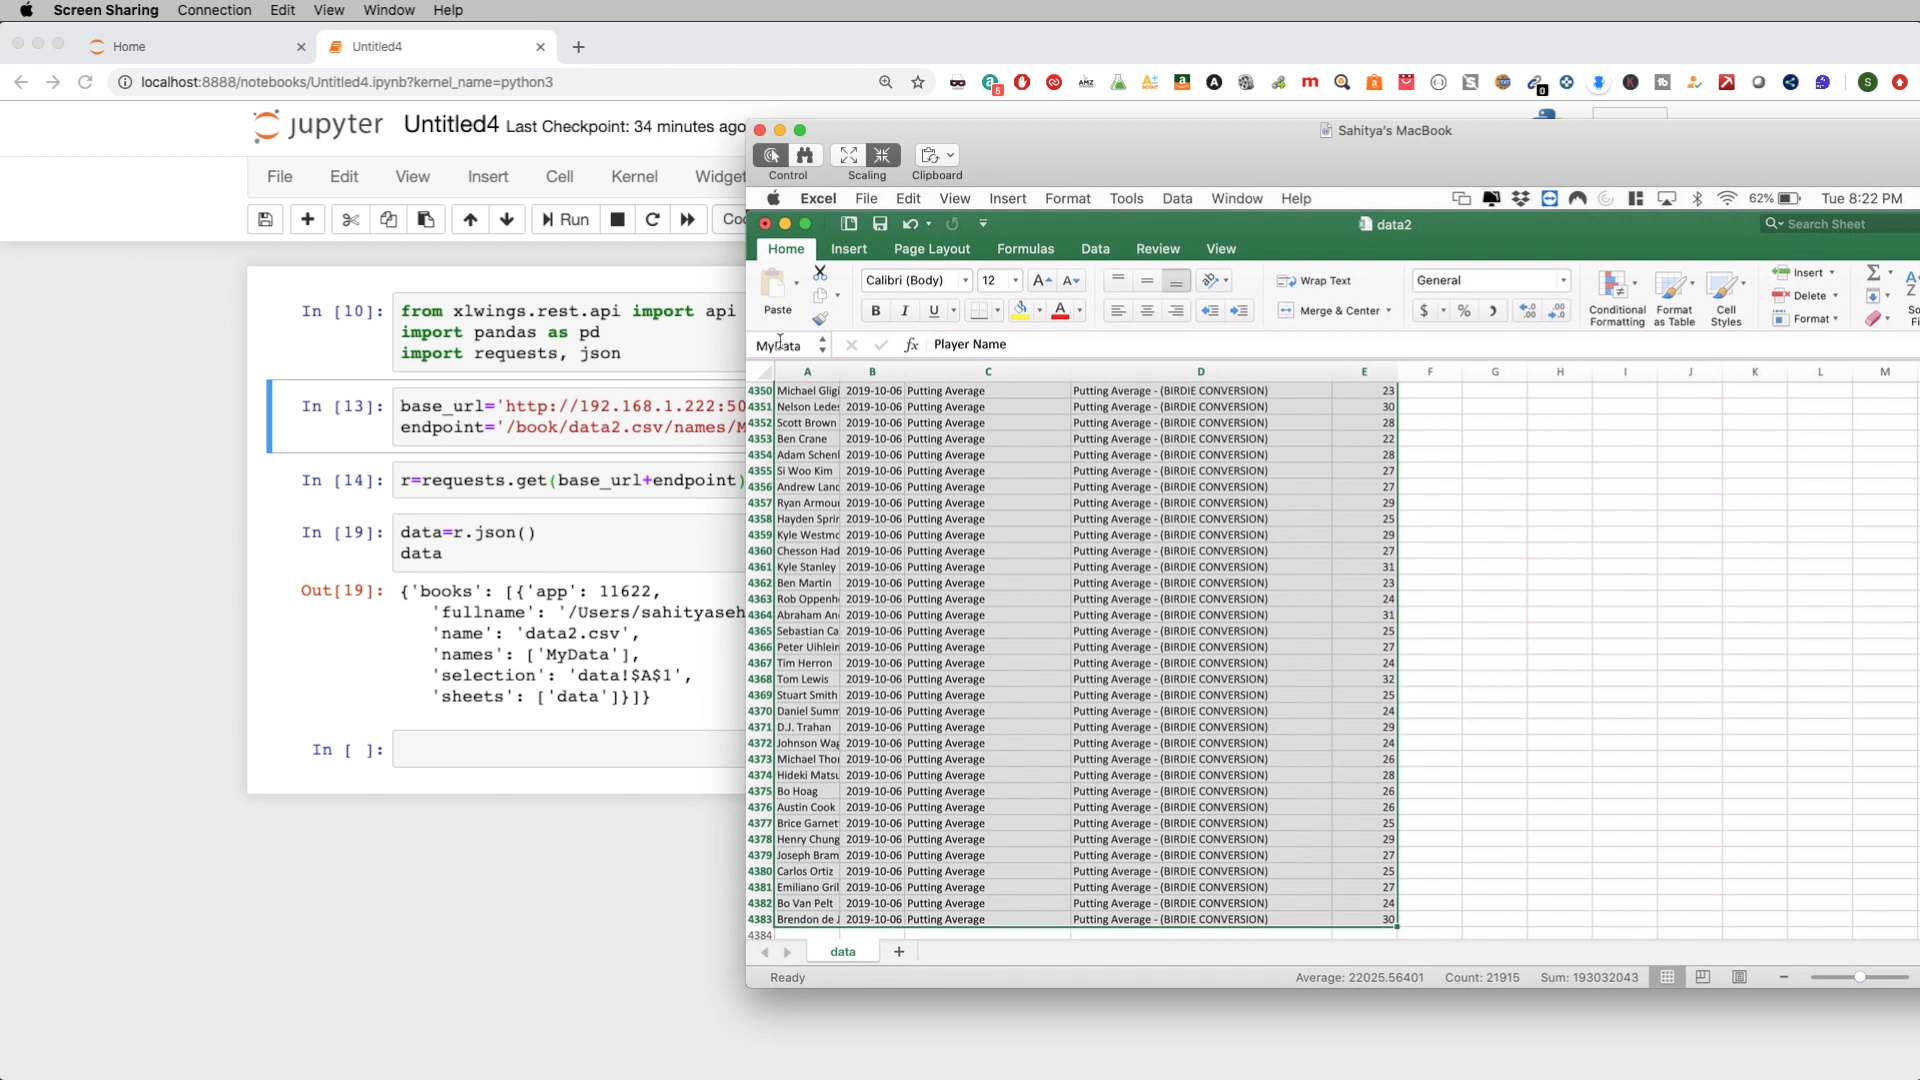 Screen Sharing Connection Edit View Window Help
Home
Untitled4
localhost:8888/notebooks/Untitled4.ipynb?kernel_name=python3
jupyter Untitled4 Last Checkpoint: 34 minutes ago
File Edit View Insert Cell Kernel Widget
Run
In [10]: from xlwings.rest.api import api
import pandas as pd
import requests, json
In [13]: base_url='http://192.168.1.222:50
endpoint='/book/data2.csv/names/M
In [14]: r=requests.get(base_url+endpoint)
In [19]: data=r.json()
data
Out[19]: {'books': [{'app': 11622,
'fullname': '/Users/sahityaseh
'name': 'data2.csv',
'names': ['MyData'],
'selection': 'data!$A$1',
'sheets': ['data']}]}
In [ ]:
Sahitya's MacBook
Control Scaling Clipboard
Excel File Edit View Insert Format Tools Data Window Help 62% Tue 8:22 PM
data2
Search Sheet
Home Insert Page Layout Formulas Data Review View
Paste
Calibri (Body) 12
Wrap Text
Merge & Center
General
Conditional Formatting
Format as Table
Cell Styles
Insert
Delete
Format
MyData fx Player Name
A B C D E F G H I J K L M
4350 Michael Gligi 2019-10-06 Putting Average Putting Average - (BIRDIE CONVERSION) 23
4351 Nelson Ledes 2019-10-06 Putting Average Putting Average - (BIRDIE CONVERSION) 30
4352 Scott Brown 2019-10-06 Putting Average Putting Average - (BIRDIE CONVERSION) 28
4353 Ben Crane 2019-10-06 Putting Average Putting Average - (BIRDIE CONVERSION) 22
4354 Adam Schenl 2019-10-06 Putting Average Putting Average - (BIRDIE CONVERSION) 28
4355 Si Woo Kim 2019-10-06 Putting Average Putting Average - (BIRDIE CONVERSION) 27
4356 Andrew Lanc 2019-10-06 Putting Average Putting Average - (BIRDIE CONVERSION) 27
4357 Ryan Armour 2019-10-06 Putting Average Putting Average - (BIRDIE CONVERSION) 29
4358 Hayden Sprin 2019-10-06 Putting Average Putting Average - (BIRDIE CONVERSION) 25
4359 Kyle Westmo 2019-10-06 Putting Average Putting Average - (BIRDIE CONVERSION) 29
4360 Chesson Had 2019-10-06 Putting Average Putting Average - (BIRDIE CONVERSION) 27
4361 Kyle Stanley 2019-10-06 Putting Average Putting Average - (BIRDIE CONVERSION) 31
4362 Ben Martin 2019-10-06 Putting Average Putting Average - (BIRDIE CONVERSION) 23
4363 Rob Oppenh 2019-10-06 Putting Average Putting Average - (BIRDIE CONVERSION) 24
4364 Abraham An 2019-10-06 Putting Average Putting Average - (BIRDIE CONVERSION) 31
4365 Sebastian Ca 2019-10-06 Putting Average Putting Average - (BIRDIE CONVERSION) 25
4366 Peter Uihlein 2019-10-06 Putting Average Putting Average - (BIRDIE CONVERSION) 27
4367 Tim Herron 2019-10-06 Putting Average Putting Average - (BIRDIE CONVERSION) 24
4368 Tom Lewis 2019-10-06 Putting Average Putting Average - (BIRDIE CONVERSION) 32
4369 Stuart Smith 2019-10-06 Putting Average Putting Average - (BIRDIE CONVERSION) 25
4370 Daniel Summ 2019-10-06 Putting Average Putting Average - (BIRDIE CONVERSION) 24
4371 D.J. Trahan 2019-10-06 Putting Average Putting Average - (BIRDIE CONVERSION) 29
4372 Johnson Wag 2019-10-06 Putting Average Putting Average - (BIRDIE CONVERSION) 24
4373 Michael Tho 2019-10-06 Putting Average Putting Average - (BIRDIE CONVERSION) 26
4374 Hideki Matsu 2019-10-06 Putting Average Putting Average - (BIRDIE CONVERSION) 28
4375 Bo Hoag 2019-10-06 Putting Average Putting Average - (BIRDIE CONVERSION) 26
4376 Austin Cook 2019-10-06 Putting Average Putting Average - (BIRDIE CONVERSION) 26
4377 Brice Garnet 2019-10-06 Putting Average Putting Average - (BIRDIE CONVERSION) 25
4378 Henry Chung 2019-10-06 Putting Average Putting Average - (BIRDIE CONVERSION) 29
4379 Joseph Bram 2019-10-06 Putting Average Putting Average - (BIRDIE CONVERSION) 27
4380 Carlos Ortiz 2019-10-06 Putting Average Putting Average - (BIRDIE CONVERSION) 25
4381 Emiliano Gril 2019-10-06 Putting Average Putting Average - (BIRDIE CONVERSION) 27
4382 Bo Van Pelt 2019-10-06 Putting Average Putting Average - (BIRDIE CONVERSION) 24
4383 Brendon de J 2019-10-06 Putting Average Putting Average - (BIRDIE CONVERSION) 30
4384
data
Ready Average: 22025.56401 Count: 21915 Sum: 193032043